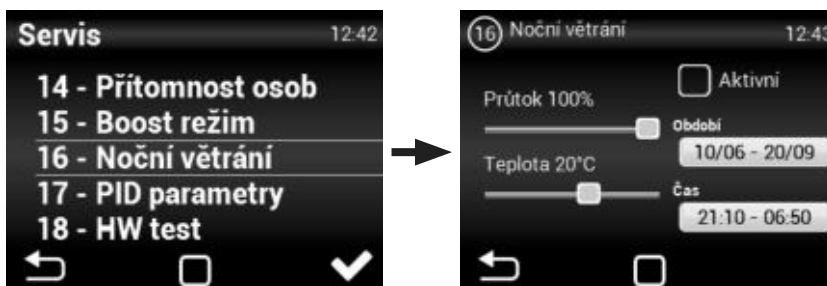 Servis 12:42
14 - Přítomnost osob
15 - Boost režim
16 - Noční větrání
17 - PID parametry
18 - HW test
16 Noční větrání 12:43
Aktivní
Průtok 100%
Období
10/06 - 20/09
Teplota 20°C
Čas
21:10 - 06:50